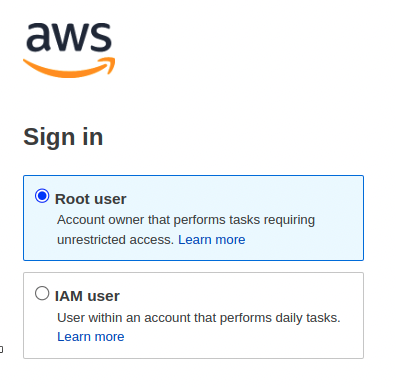 aws
Sign in
Root user
Account owner that performs tasks requiring
unrestricted access. Learn more
IAM user
User within an account that performs daily tasks.
Learn more